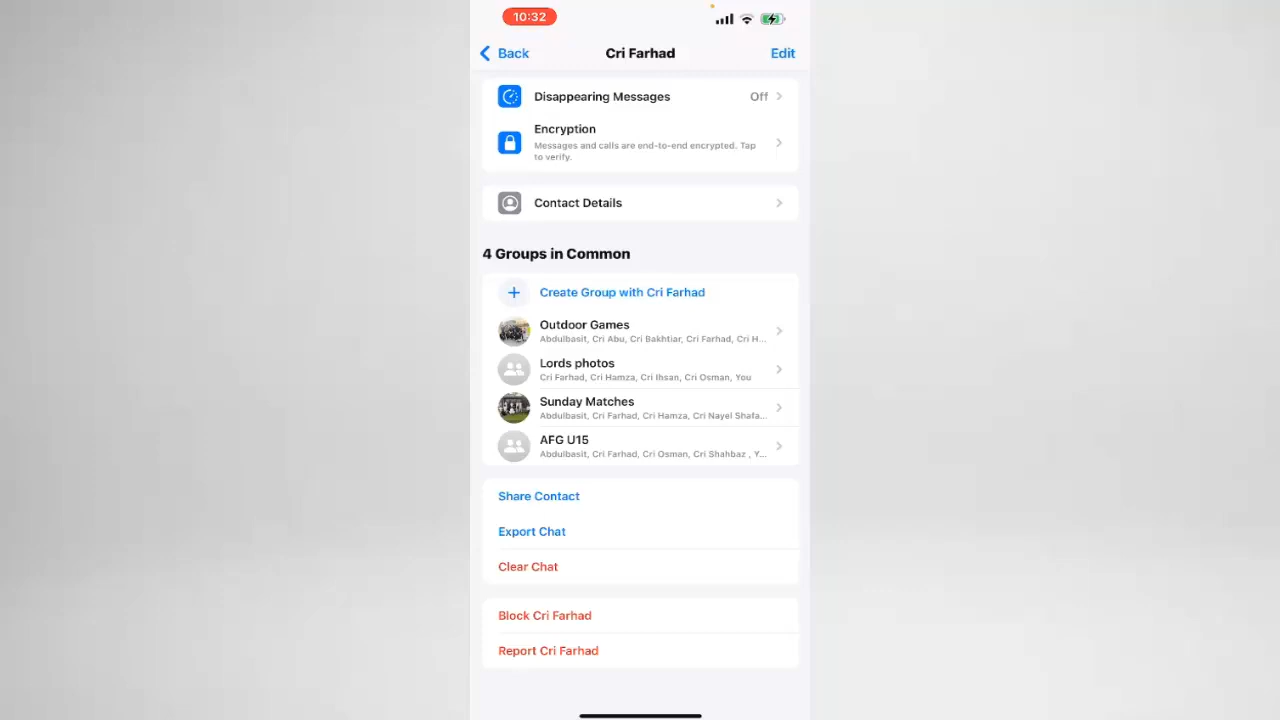 10:32
Back
Cri Farhad
Edit
Disappearing Messages
Off
Encryption
Messages and calls are end-to-end encrypted. Tap
to verify.
Contact Details
4 Groups in Common
Create Group with Cri Farhad
Outdoor Games
Abdulbasit, Cri Abu, Cri Bakhtiar, Cri Farhad, Cri H...
Lords photos
Cri Farhad, Cri Hamza, Cri Ihsan, Cri Osman, You
Sunday Matches
Abdulbasit, Cri Farhad, Cri Hamza, Cri Nayel Shafa...
AFG U15
Abdulbasit, Cri Farhad, Cri Osman, Cri Shahbaz , Y...
Share Contact
Export Chat
Clear Chat
Block Cri Farhad
Report Cri Farhad